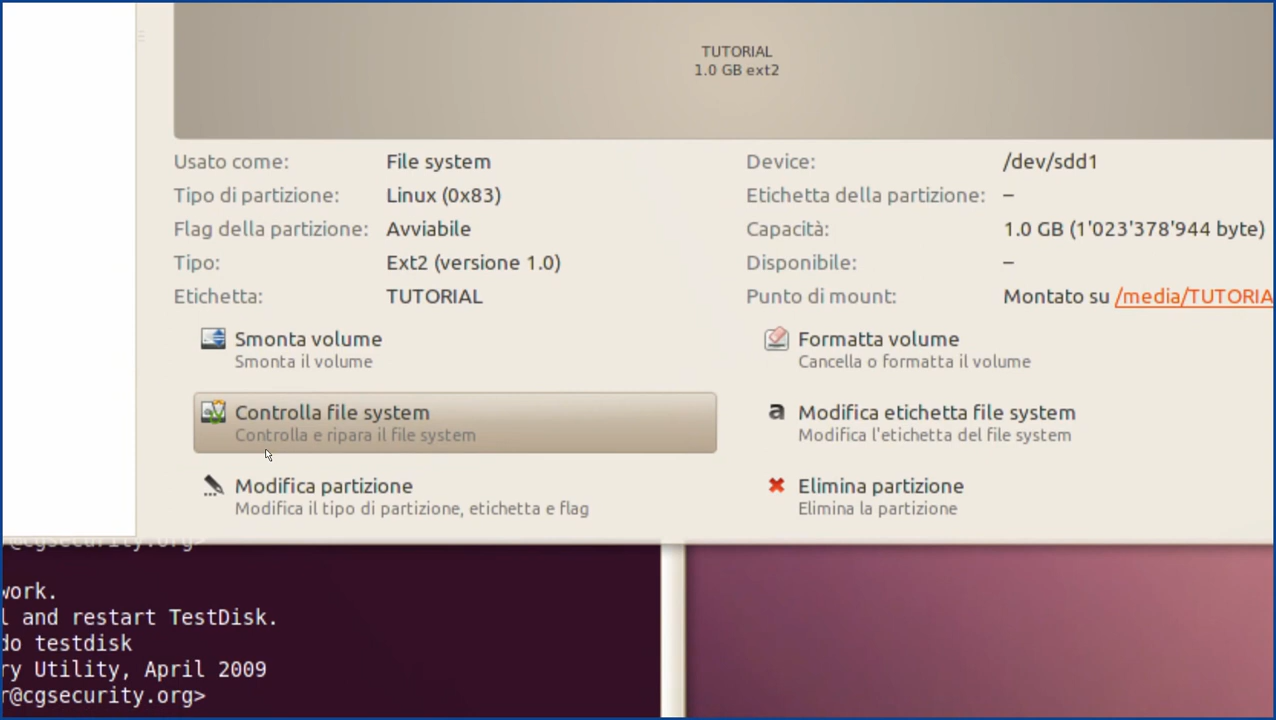 TUTORIAL
1.0 GB ext2
Usato come: File system
Device: /dev/sdd1
Tipo di partizione: Linux (0x83)
Etichetta della partizione: –
Flag della partizione: Avviabile
Capacità: 1.0 GB (1'023'378'944 byte)
Tipo: Ext2 (versione 1.0)
Disponibile: –
Etichetta: TUTORIAL
Punto di mount: Montato su /media/TUTORIA
Smonta volume
Smonta il volume
Formatta volume
Cancella o formatta il volume
Controlla file system
Controlla e ripara il file system
Modifica etichetta file system
Modifica l'etichetta del file system
Modifica partizione
Modifica il tipo di partizione, etichetta e flag
Elimina partizione
Elimina la partizione
@cgsecurity.org>
work.
l and restart TestDisk.
do testdisk
ry Utility, April 2009
r@cgsecurity.org>